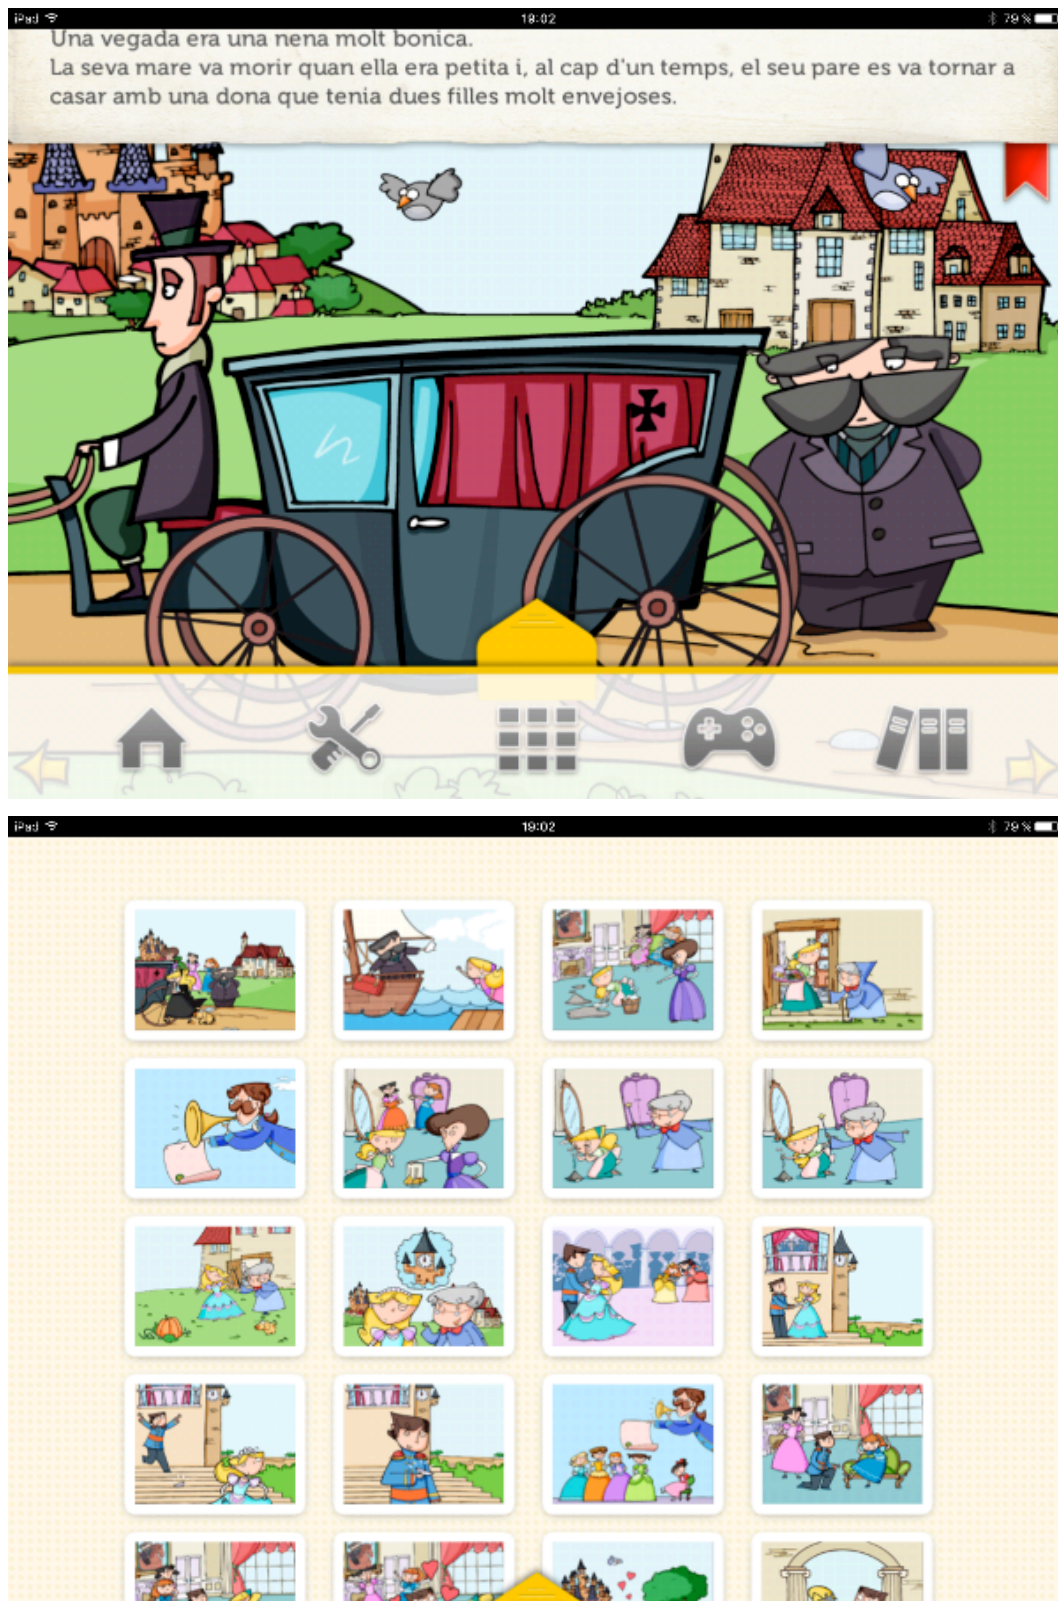 iPad 19:02 79 %
Una vegada era una nena molt bonica.
La seva mare va morir quan ella era petita i, al cap d'un temps, el seu pare es va tornar a
casar amb una dona que tenia dues filles molt envejoses.
iPad 19:02 79 %